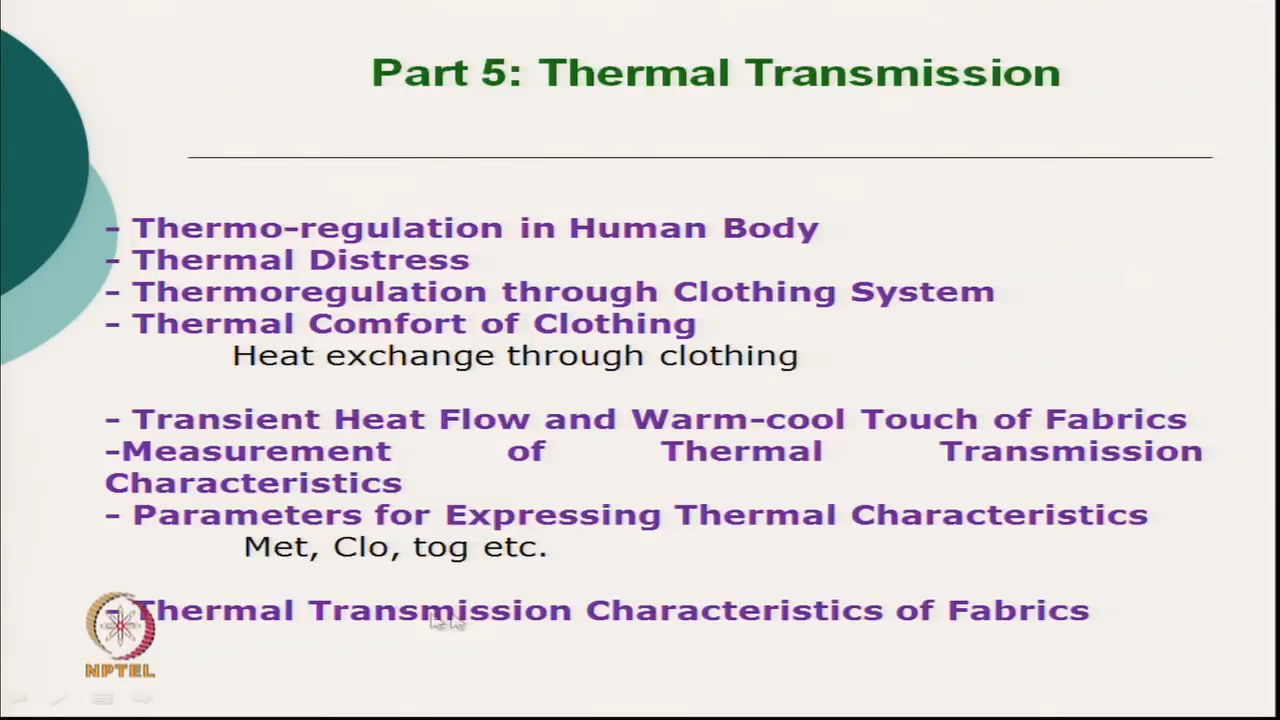 Part 5: Thermal Transmission
- Thermo-regulation in Human Body
- Thermal Distress
- Thermoregulation through Clothing System
- Thermal Comfort of Clothing
Heat exchange through clothing
- Transient Heat Flow and Warm-cool Touch of Fabrics
-Measurement of Thermal Transmission
Characteristics
- Parameters for Expressing Thermal Characteristics
Met, Clo, tog etc.
- Thermal Transmission Characteristics of Fabrics
NPTEL